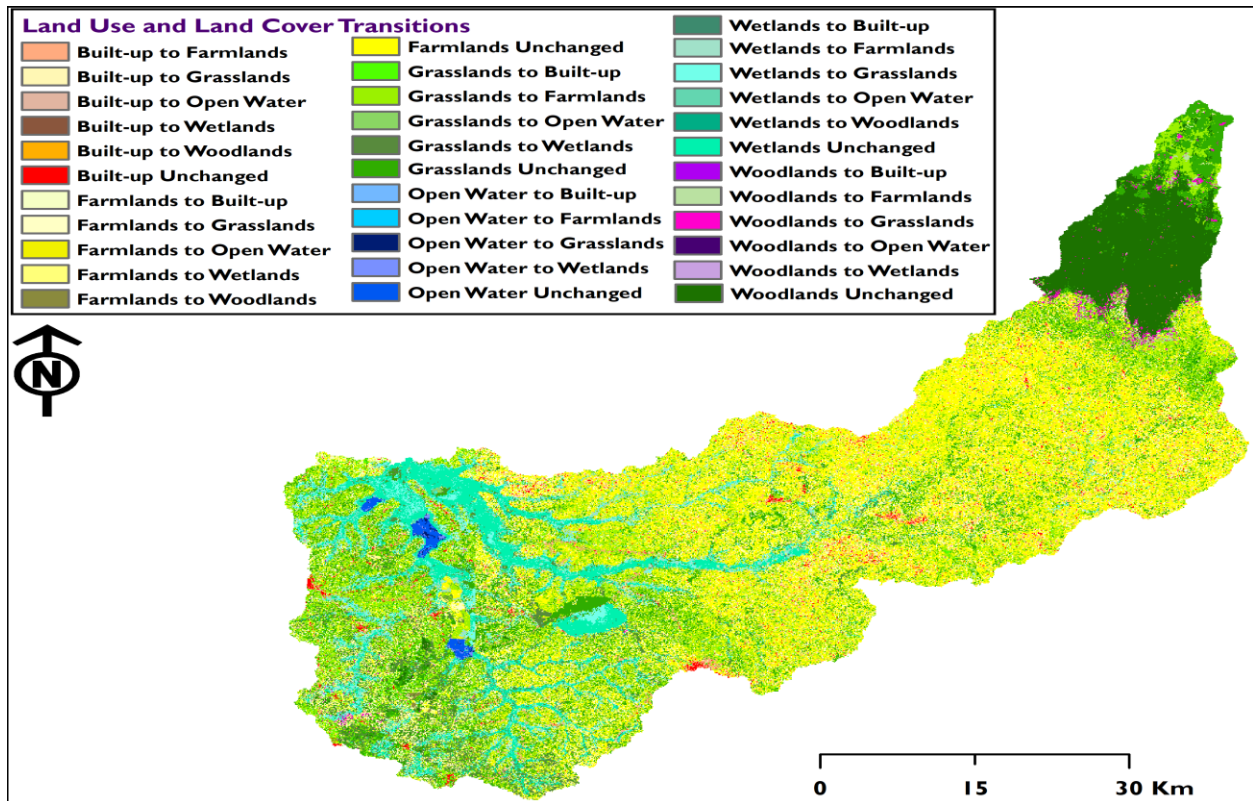 Land Use and Land Cover Transitions
Built-up to Farmlands
Built-up to Grasslands
Built-up to Open Water
Built-up to Wetlands
Built-up to Woodlands
Built-up Unchanged
Farmlands to Built-up
Farmlands to Grasslands
Farmlands to Open Water
Farmlands to Wetlands
Farmlands to Woodlands
Farmlands Unchanged
Grasslands to Built-up
Grasslands to Farmlands
Grasslands to Open Water
Grasslands to Wetlands
Grasslands Unchanged
Open Water to Built-up
Open Water to Farmlands
Open Water to Grasslands
Open Water to Wetlands
Open Water Unchanged
Wetlands to Built-up
Wetlands to Farmlands
Wetlands to Grasslands
Wetlands to Open Water
Wetlands to Woodlands
Wetlands Unchanged
Woodlands to Built-up
Woodlands to Farmlands
Woodlands to Grasslands
Woodlands to Open Water
Woodlands to Wetlands
Woodlands Unchanged
N
0 15 30 Km